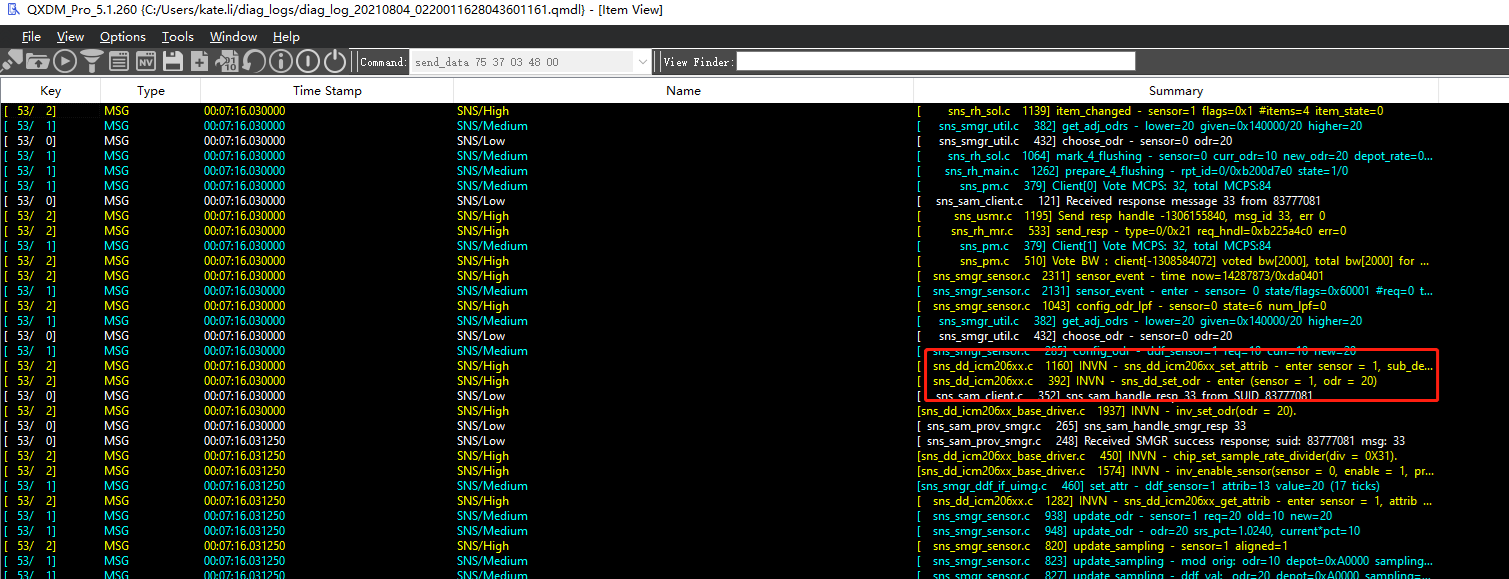 QXDM_Pro_5.1.260 {C:/Users/kate.li/diag_logs/diag_log_20210804_0220011628043601161.qmdl} - [Item View]
File View Options Tools Window Help
Command: send_data 75 37 03 48 00 View Finder:
Key Type Time Stamp Name Summary
[ 53/ 2] MSG 00:07:16.030000 SNS/High [ sns_rh_sol.c 1139] item_changed - sensor=1 flags=0x1 #items=4 item_state=0
[ 53/ 1] MSG 00:07:16.030000 SNS/Medium [ sns_smgr_util.c 382] get_adj_odrs - lower=20 given=0x140000/20 higher=20
[ 53/ 0] MSG 00:07:16.030000 SNS/Low [ sns_smgr_util.c 432] choose_odr - sensor=0 odr=20
[ 53/ 1] MSG 00:07:16.030000 SNS/Medium [ sns_rh_sol.c 1064] mark_4_flushing - sensor=0 curr_odr=10 new_odr=20 depot_rate=0...
[ 53/ 1] MSG 00:07:16.030000 SNS/Medium [ sns_rh_main.c 1262] prepare_4_flushing - rpt_id=0/0xb200d7e0 state=1/0
[ 53/ 1] MSG 00:07:16.030000 SNS/Medium [ sns_pm.c 379] Client[0] Vote MCPS: 32, total MCPS:84
[ 53/ 0] MSG 00:07:16.030000 SNS/Low [ sns_sam_client.c 121] Received response message 33 from 83777081
[ 53/ 2] MSG 00:07:16.030000 SNS/High [ sns_usmr.c 1195] Send resp handle -1306155840, msg_id 33, err 0
[ 53/ 2] MSG 00:07:16.030000 SNS/High [ sns_rh_mr.c 533] send_resp - type=0/0x21 req_hndl=0xb225a4c0 err=0
[ 53/ 1] MSG 00:07:16.030000 SNS/Medium [ sns_pm.c 379] Client[1] Vote MCPS: 32, total MCPS:84
[ 53/ 2] MSG 00:07:16.030000 SNS/High [ sns_pm.c 510] Vote BW : client[-1308584072] voted bw[2000], total bw[2000] for ...
[ 53/ 2] MSG 00:07:16.030000 SNS/High [ sns_smgr_sensor.c 2311] sensor_event - time now=14287873/0xda0401
[ 53/ 1] MSG 00:07:16.030000 SNS/Medium [ sns_smgr_sensor.c 2131] sensor_event - enter - sensor= 0 state/flags=0x60001 #req=0 t...
[ 53/ 2] MSG 00:07:16.030000 SNS/High [ sns_smgr_sensor.c 1043] config_odr_lpf - sensor=0 state=6 num_lpf=0
[ 53/ 1] MSG 00:07:16.030000 SNS/Medium [ sns_smgr_util.c 382] get_adj_odrs - lower=20 given=0x140000/20 higher=20
[ 53/ 0] MSG 00:07:16.030000 SNS/Low [ sns_smgr_util.c 432] choose_odr - sensor=0 odr=20
[ 53/ 1] MSG 00:07:16.030000 SNS/Medium [ sns_smgr_sensor.c 285] config_odr - ddf_sensor=1 req=10 curr=10 new=20
[ 53/ 2] MSG 00:07:16.030000 SNS/High [ sns_dd_icm206xx.c 1160] INVN - sns_dd_icm206xx_set_attrib - enter sensor = 1, sub_de...
[ 53/ 2] MSG 00:07:16.030000 SNS/High [ sns_dd_icm206xx.c 392] INVN - sns_dd_set_odr - enter (sensor = 1, odr = 20)
[ 53/ 0] MSG 00:07:16.030000 SNS/Low [ sns_sam_client.c 352] sns_sam_handle_resp 33 from SUID 83777081
[ 53/ 2] MSG 00:07:16.030000 SNS/High [sns_dd_icm206xx_base_driver.c 1937] INVN - inv_set_odr(odr = 20).
[ 53/ 0] MSG 00:07:16.030000 SNS/Low [ sns_sam_prov_smgr.c 265] sns_sam_handle_smgr_resp 33
[ 53/ 0] MSG 00:07:16.031250 SNS/Low [ sns_sam_prov_smgr.c 248] Received SMGR success response; suid: 83777081 msg: 33
[ 53/ 2] MSG 00:07:16.031250 SNS/High [sns_dd_icm206xx_base_driver.c 450] INVN - chip_set_sample_rate_divider(div = 0X31).
[ 53/ 2] MSG 00:07:16.031250 SNS/High [sns_dd_icm206xx_base_driver.c 1574] INVN - inv_enable_sensor(sensor = 0, enable = 1, pr...
[ 53/ 1] MSG 00:07:16.031250 SNS/Medium [sns_smgr_ddf_if_uimg.c 460] set_attr - ddf_sensor=1 attrib=13 value=20 (17 ticks)
[ 53/ 2] MSG 00:07:16.031250 SNS/High [ sns_dd_icm206xx.c 1282] INVN - sns_dd_icm206xx_get_attrib - enter sensor = 1, attrib ...
[ 53/ 1] MSG 00:07:16.031250 SNS/Medium [ sns_smgr_sensor.c 938] update_odr - sensor=1 req=20 old=10 new=20
[ 53/ 1] MSG 00:07:16.031250 SNS/Medium [ sns_smgr_sensor.c 948] update_odr - odr=20 srs_pct=1.0240, current*pct=10
[ 53/ 2] MSG 00:07:16.031250 SNS/High [ sns_smgr_sensor.c 820] update_sampling - sensor=1 aligned=1
[ 53/ 1] MSG 00:07:16.031250 SNS/Medium [ sns_smgr_sensor.c 823] update_sampling - mod orig: odr=10 depot=0xA0000 sampling...
[ 53/ 1] MSG 00:07:16.031250 SNS/Medium [ sns_smgr_sensor.c 827] update_sampling - ddf_val: odr=20 depot=0xA0000 sampling=...